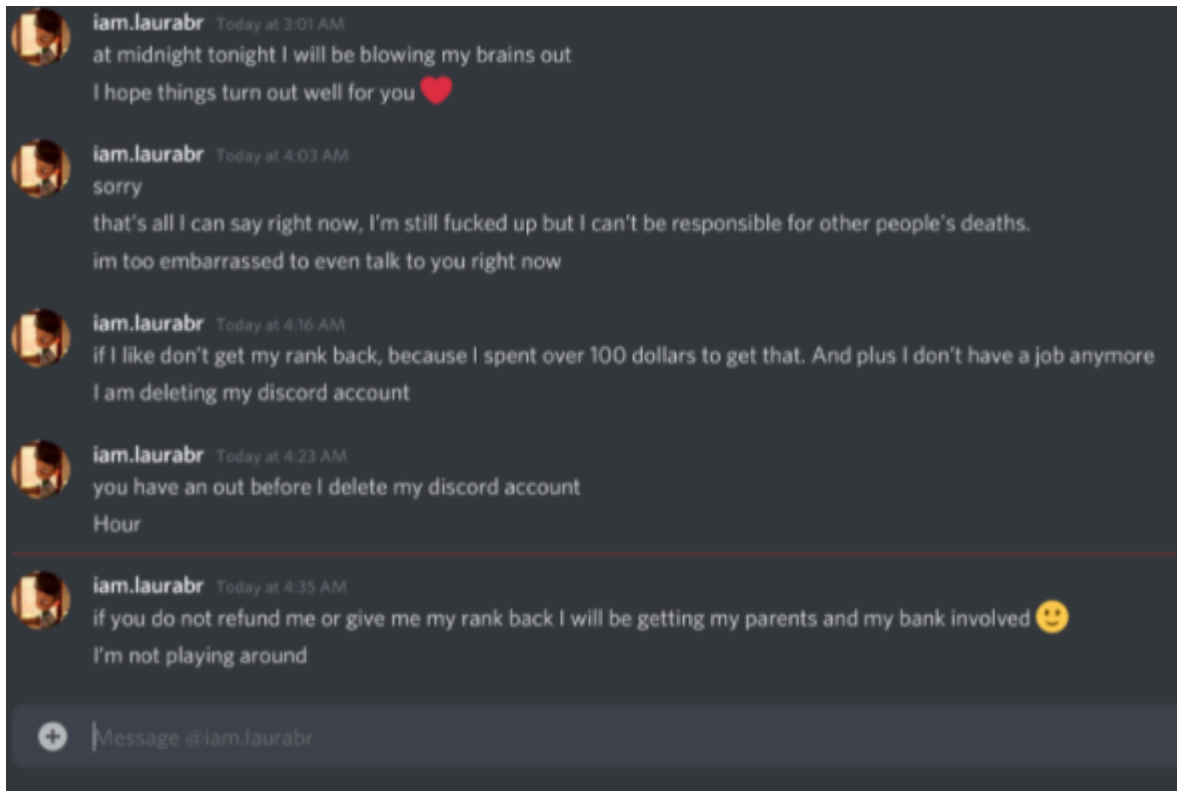 iam.laurabr Today at 3:01 AM
at midnight tonight I will be blowing my brains out
I hope things turn out well for you ❤️
iam.laurabr Today at 4:03 AM
sorry
that's all I can say right now, I'm still fucked up but I can't be responsible for other people's deaths.
im too embarrassed to even talk to you right now
iam.laurabr Today at 4:16 AM
if I like don't get my rank back, because I spent over 100 dollars to get that. And plus I don't have a job anymore
I am deleting my discord account
iam.laurabr Today at 4:23 AM
you have an out before I delete my discord account
Hour
iam.laurabr Today at 4:35 AM
if you do not refund me or give me my rank back I will be getting my parents and my bank involved 🙂
I'm not playing around
Message @iam.laurabr